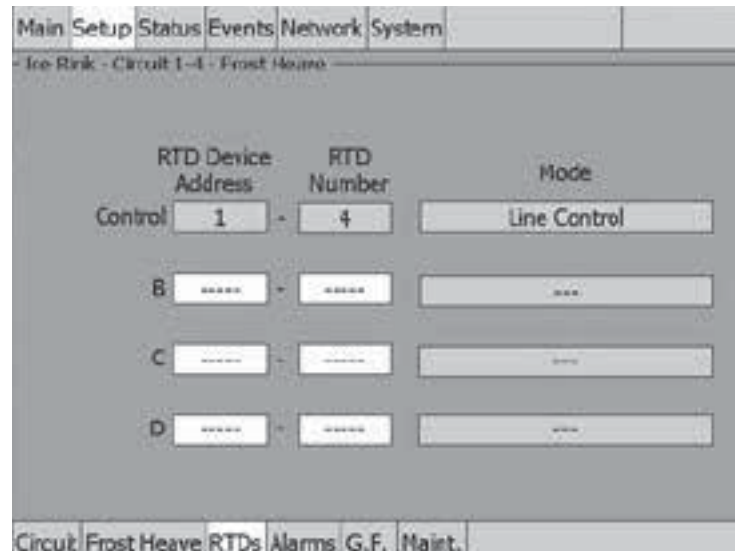 Main Setup Status Events Network System
Ice Rink - Circuit 1-4 - Frost Heave
RTD Device Address RTD Number Mode
Control 1 - 4 Line Control
B ----- - ----- ---
C ----- - ----- ---
D ----- - ----- ---
Circuit Frost Heave RTDs Alarms G.F. Maint.